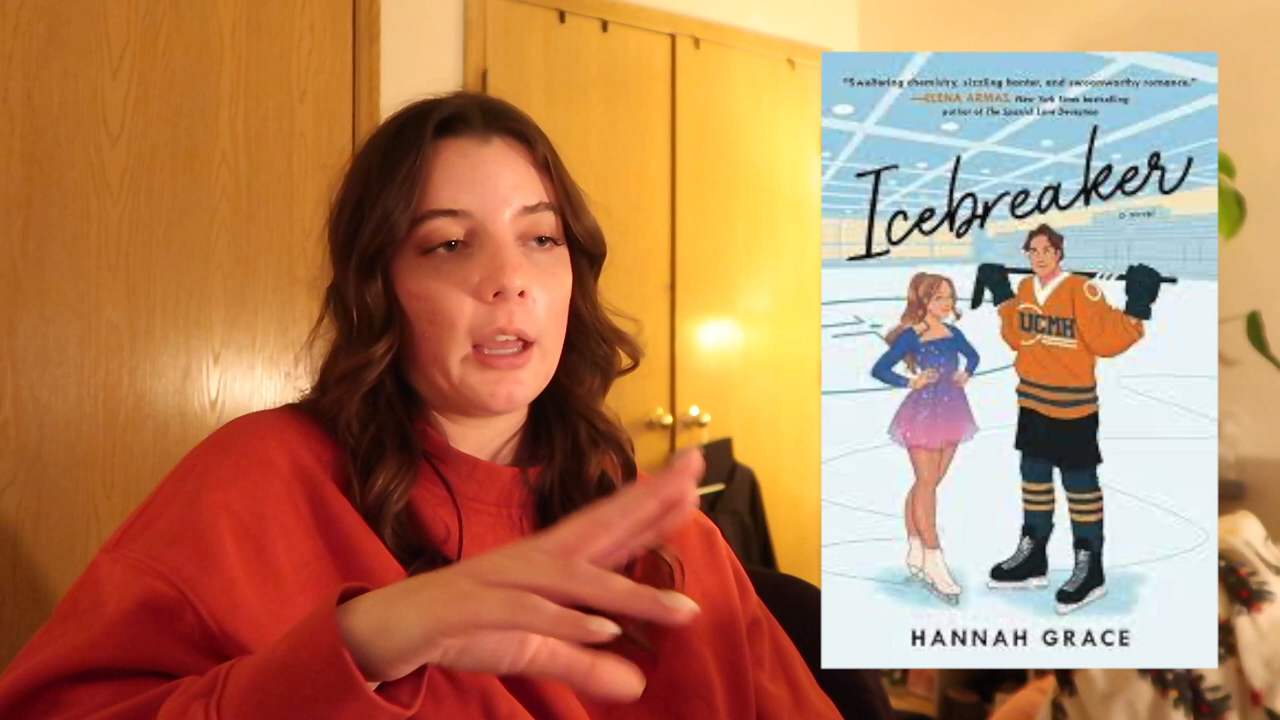 "Sweltering chemistry, sizzling banter, and swoonworthy romance."
—ELENA ARMAS, New York Times bestselling
author of The Spanish Love Deception
Icebreaker
a novel
UCMH
HANNAH GRACE